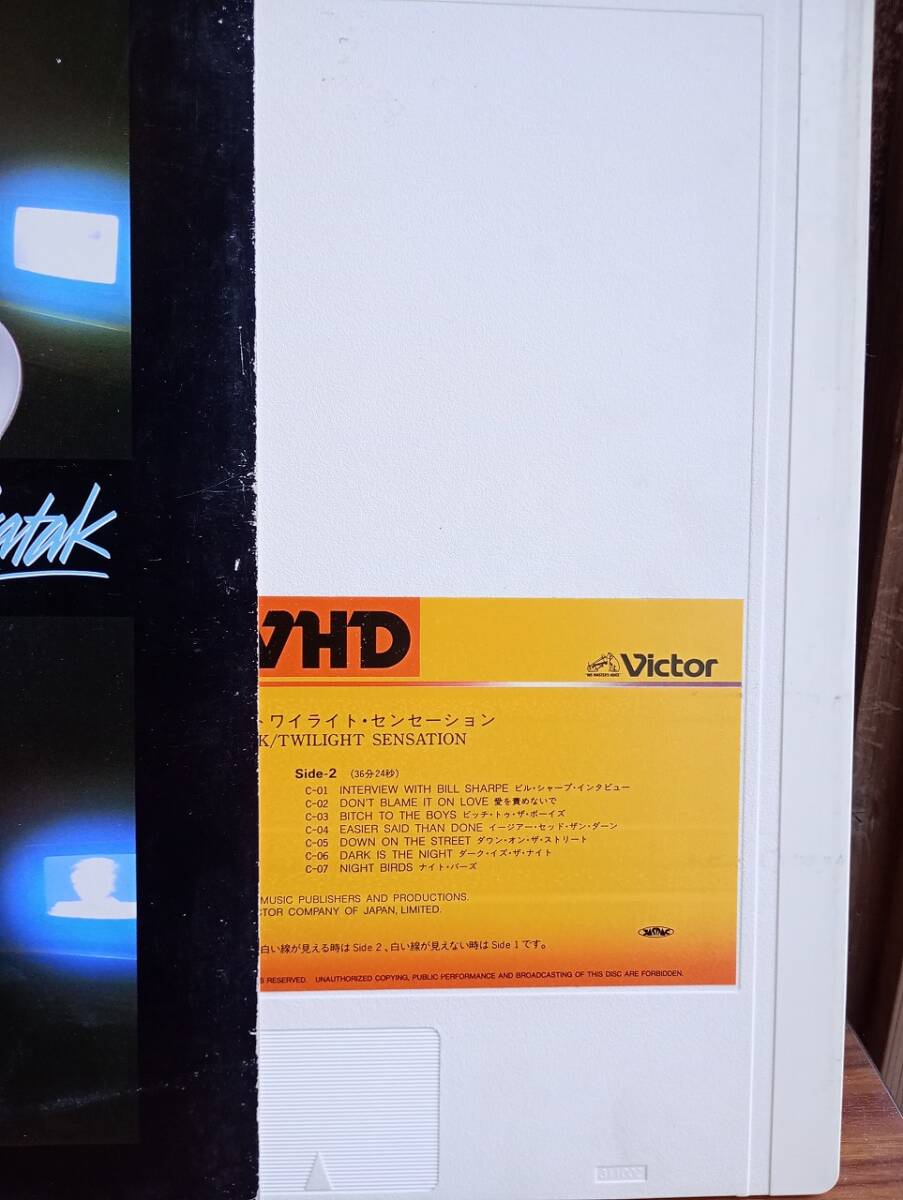 atak
VHD
Victor
"HIS MASTER'S VOICE"
トワイライト・センセーション
K/TWILIGHT SENSATION
Side-2 (36分24秒)
C-01 INTERVIEW WITH BILL SHARPE ビル・シャープ・インタビュー
C-02 DON'T BLAME IT ON LOVE 愛を責めないで
C-03 BITCH TO THE BOYS ビッチ・トゥ・ザ・ボーイズ
C-04 EASIER SAID THAN DONE イージアー・セッド・ザン・ダーン
C-05 DOWN ON THE STREET ダウン・オン・ザ・ストリート
C-06 DARK IS THE NIGHT ダーク・イズ・ザ・ナイト
C-07 NIGHT BIRDS ナイト・バーズ
MUSIC PUBLISHERS AND PRODUCTIONS.
CTOR COMPANY OF JAPAN, LIMITED.
JASRAC
白い線が見える時は Side 2、白い線が見えない時は Side 1 です。
S RESERVED. UNAUTHORIZED COPYING, PUBLIC PERFORMANCE AND BROADCASTING OF THIS DISC ARE FORBIDDEN.